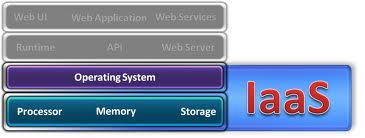 Web UI Web Application Web Services
Runtime API Web Server
Operating System
Processor Memory Storage
IaaS